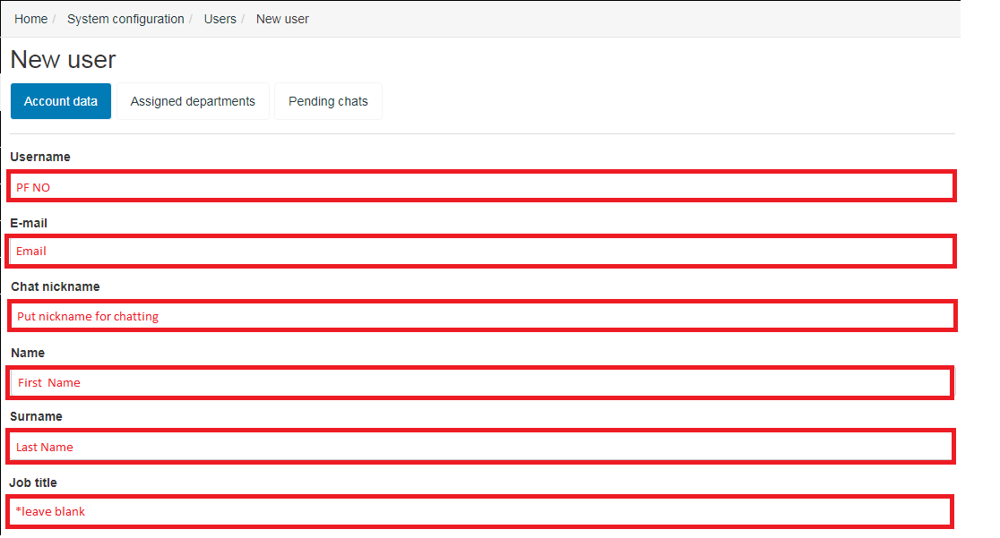 Home / System configuration / Users / New user
New user
Account data Assigned departments Pending chats
Username
PF NO
E-mail
Email
Chat nickname
Put nickname for chatting
Name
First Name
Surname
Last Name
Job title
*leave blank